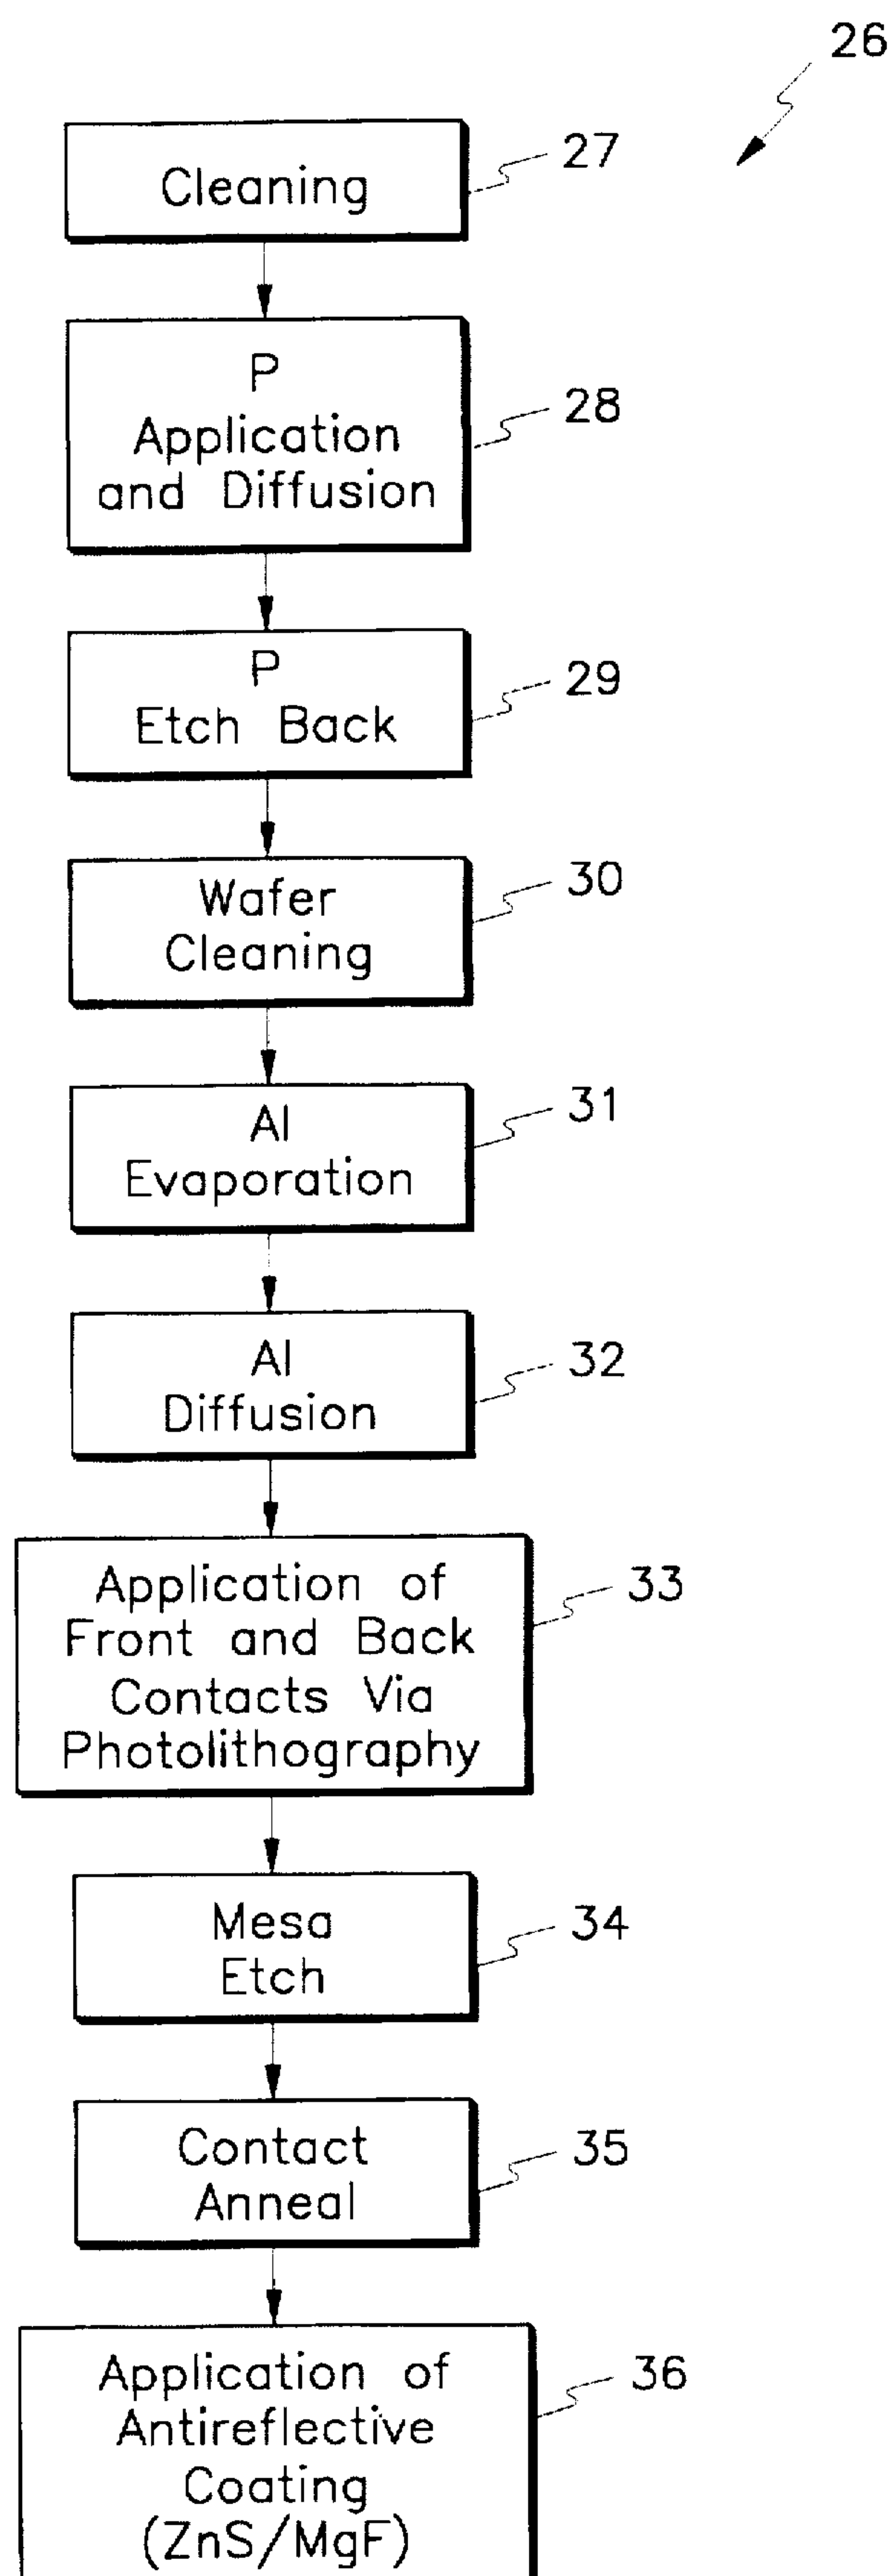 26
Cleaning
27
P
Application
and Diffusion
28
P
Etch Back
29
Wafer
Cleaning
30
Al
Evaporation
31
Al
Diffusion
32
Application of
Front and Back
Contacts Via
Photolithography
33
Mesa
Etch
34
Contact
Anneal
35
Application of
Antireflective
Coating
(ZnS/MgF)
36